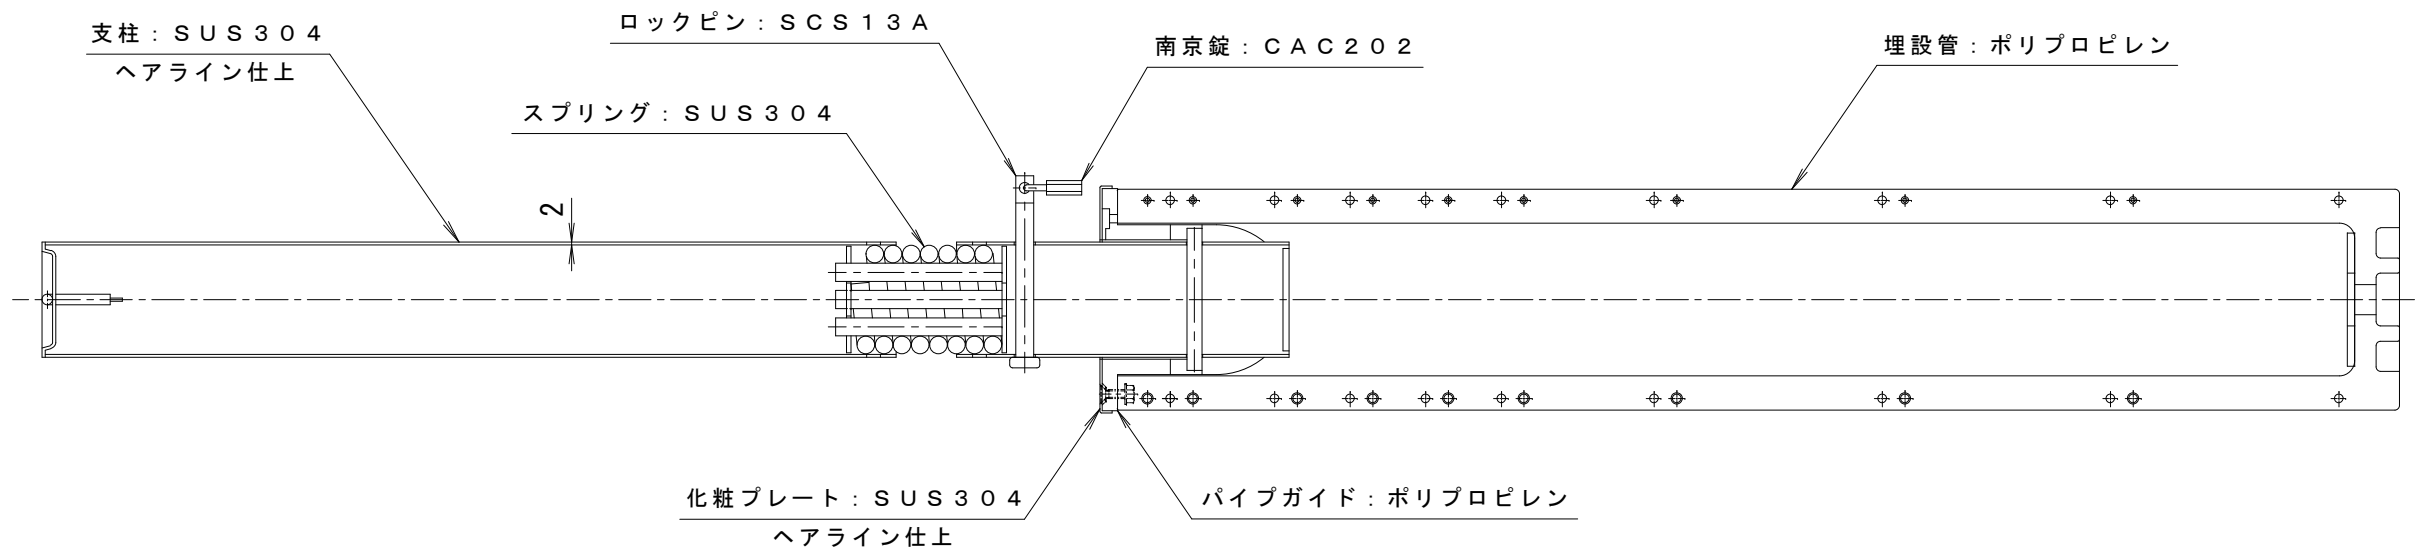 支柱：ＳＵＳ３０４
ヘアライン仕上
ロックピン：ＳＣＳ１３Ａ
南京錠：ＣＡＣ２０２
埋設管：ポリプロピレン
スプリング：ＳＵＳ３０４
2
化粧プレート：ＳＵＳ３０４
ヘアライン仕上
パイプガイド：ポリプロピレン